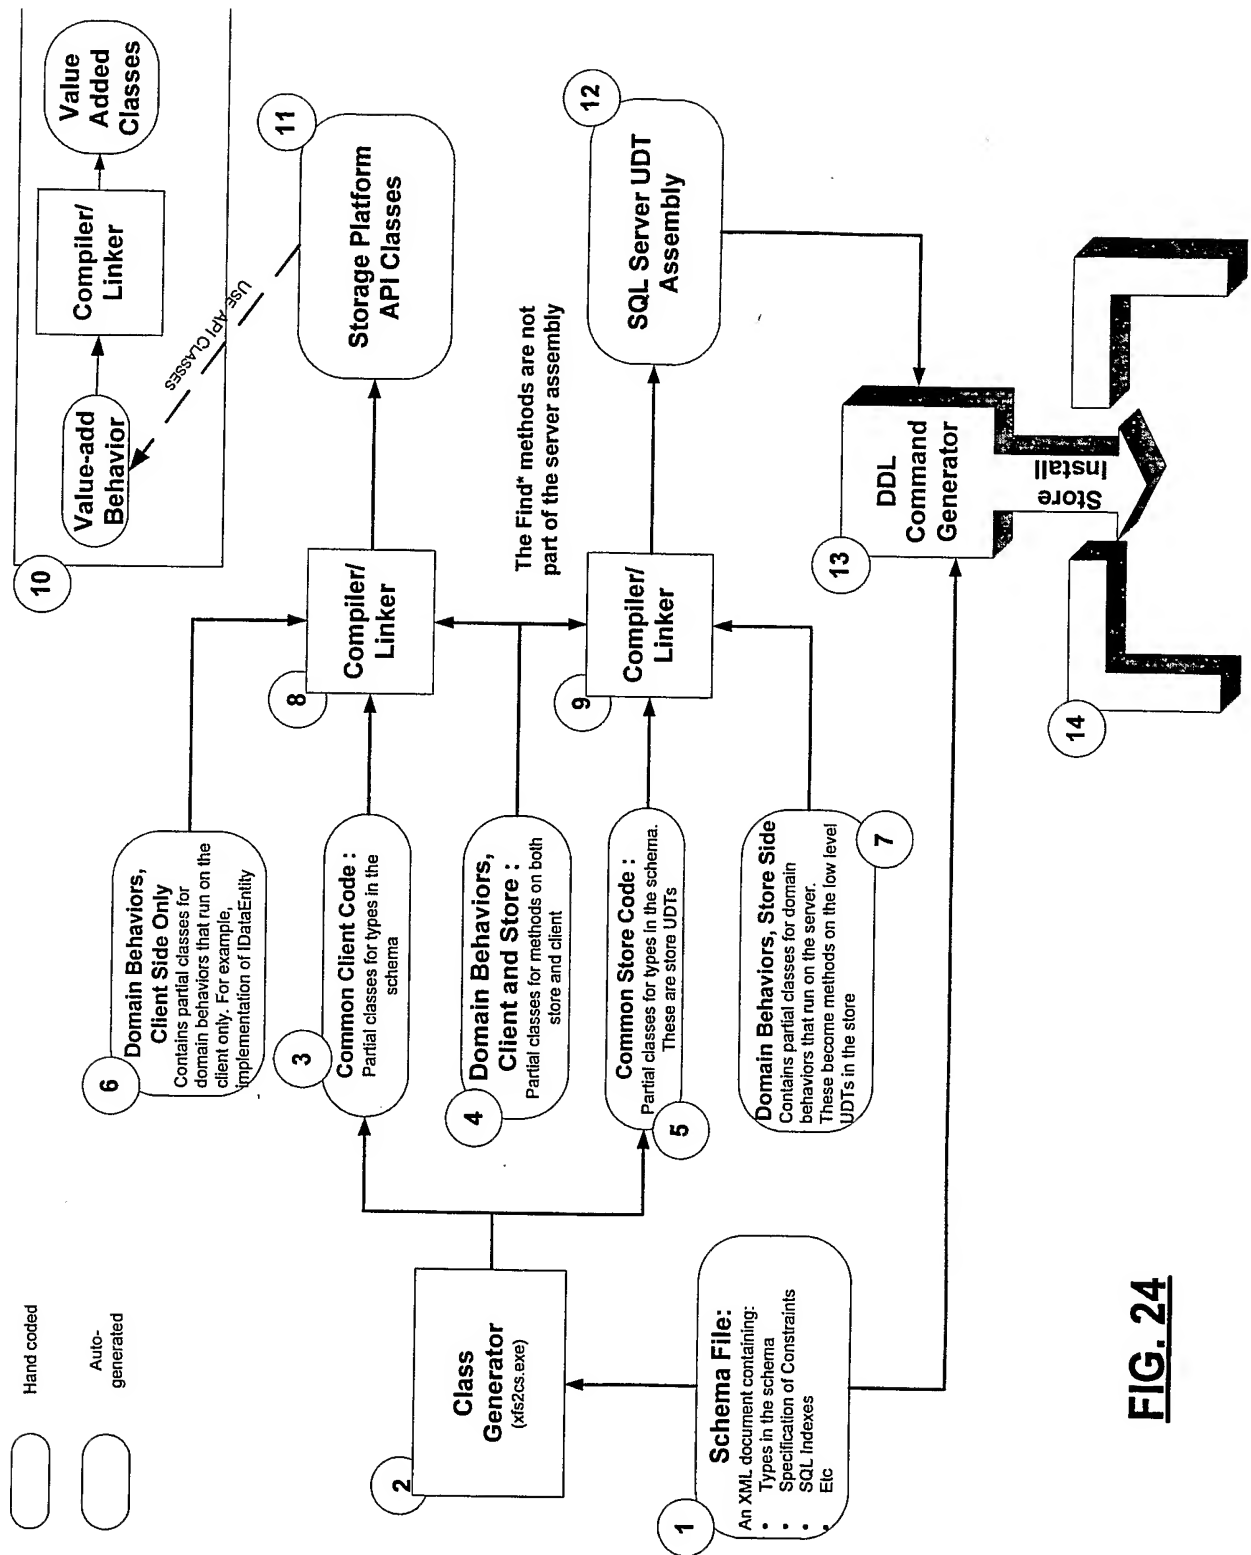 Hand coded
Auto-
generated
10
Value-add
Behavior
Compiler/
Linker
Value
Added
Classes
USE API CLASSES
6
Domain Behaviors,
Client Side Only
Contains partial classes for
domain behaviors that run on the
client only. For example,
implementation of IDataEntity
8
Compiler/
Linker
11
Storage Platform
API Classes
3
Common Client Code :
Partial classes for types in the
schema
2
Class
Generator
(xfs2cs.exe)
4
Domain Behaviors,
Client and Store :
Partial classes for methods on both
store and client
The Find* methods are not
part of the server assembly
5
Common Store Code :
Partial classes for types in the schema.
These are store UDTs
9
Compiler/
Linker
12
SQL Server UDT
Assembly
1
Schema File:
An XML document containing:
• Types in the schema
• Specification of Constraints
• SQL Indexes
• Etc
Domain Behaviors, Store Side
Contains partial classes for domain
behaviors that run on the server.
These become methods on the low level
UDTs in the store
7
13
DDL
Command
Generator
Store
Install
14
FIG. 24